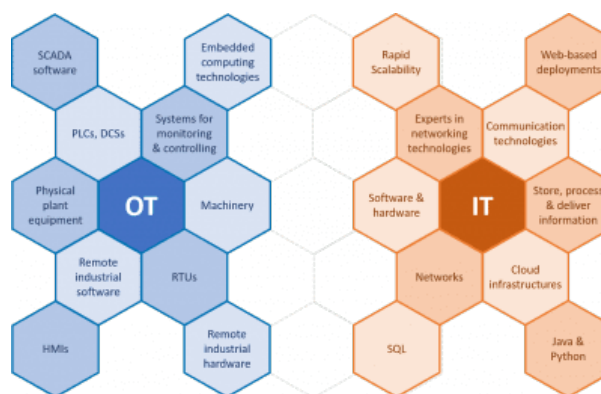 SCADA
software
Embedded
computing
technologies
PLCs, DCSs
Systems for
monitoring
& controlling
Physical
plant
equipment
OT
Machinery
Remote
industrial
software
RTUs
HMIs
Remote
industrial
hardware
Rapid
Scalability
Web-based
deployments
Experts in
networking
technologies
Communication
technologies
Software &
hardware
IT
Store, process
& deliver
information
Networks
Cloud
infrastructures
SQL
Java &
Python